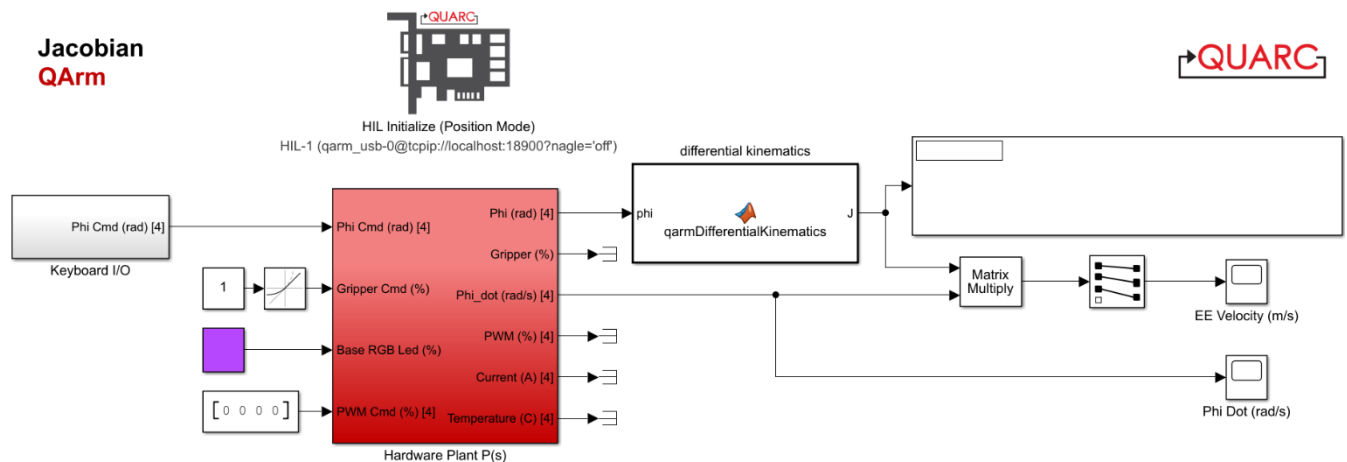 Jacobian
QArm
QUARC
QUARC
HIL Initialize (Position Mode)
HIL-1 (qarm_usb-0@tcpip://localhost:18900?nagle='off')
differential kinematics
Phi Cmd (rad) [4]
Keyboard I/O
Phi Cmd (rad) [4]
Phi (rad) [4]
phi
J
qarmDifferentialKinematics
Gripper (%)
1
Gripper Cmd (%)
Phi_dot (rad/s) [4]
Matrix
Multiply
EE Velocity (m/s)
Base RGB Led (%)
PWM (%) [4]
Current (A) [4]
[0 0 0 0]
PWM Cmd (%) [4]
Temperature (C) [4]
Phi Dot (rad/s)
Hardware Plant P(s)